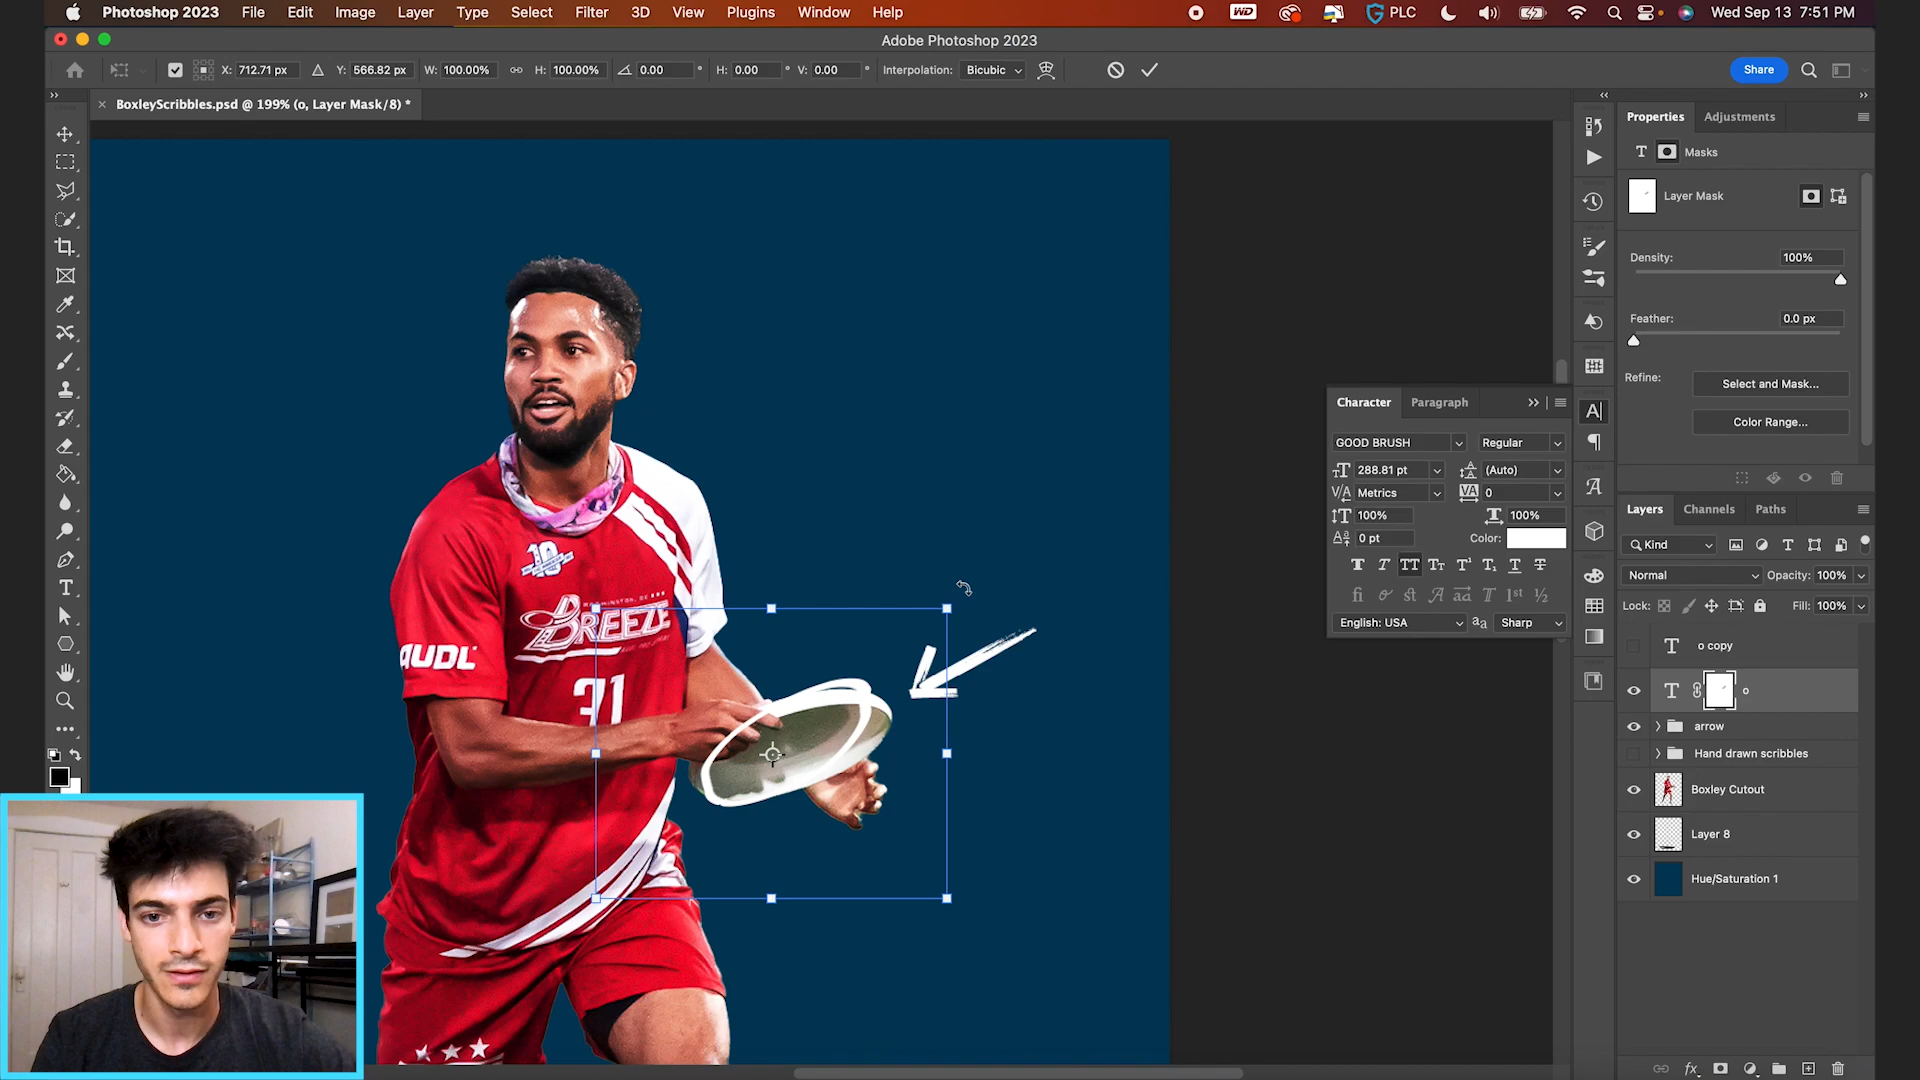 Photoshop 2023 File Edit Image Layer Type Select Filter 3D View Plugins Window Help WD PLC Wed Sep 13 7:51 PM
Adobe Photoshop 2023
X: 712.71 px Y: 566.82 px W: 100.00% H: 100.00% 0.00 ° H: 0.00 ° V: 0.00 ° Interpolation: Bicubic Share
BoxleyScribbles.psd @ 199% (o, Layer Mask/8) *
Properties Adjustments
T Masks
Layer Mask
Density: 100%
Feather: 0.0 px
Refine: Select and Mask...
Color Range...
Character Paragraph
GOOD BRUSH Regular
288.81 pt (Auto)
Metrics 0
100% 100%
0 pt Color:
English: USA Sharp
Layers Channels Paths
Kind
Normal Opacity: 100%
Lock: Fill: 100%
o copy
o
arrow
Hand drawn scribbles
Boxley Cutout
Layer 8
Hue/Saturation 1
10
BREEZE
AUDL
31